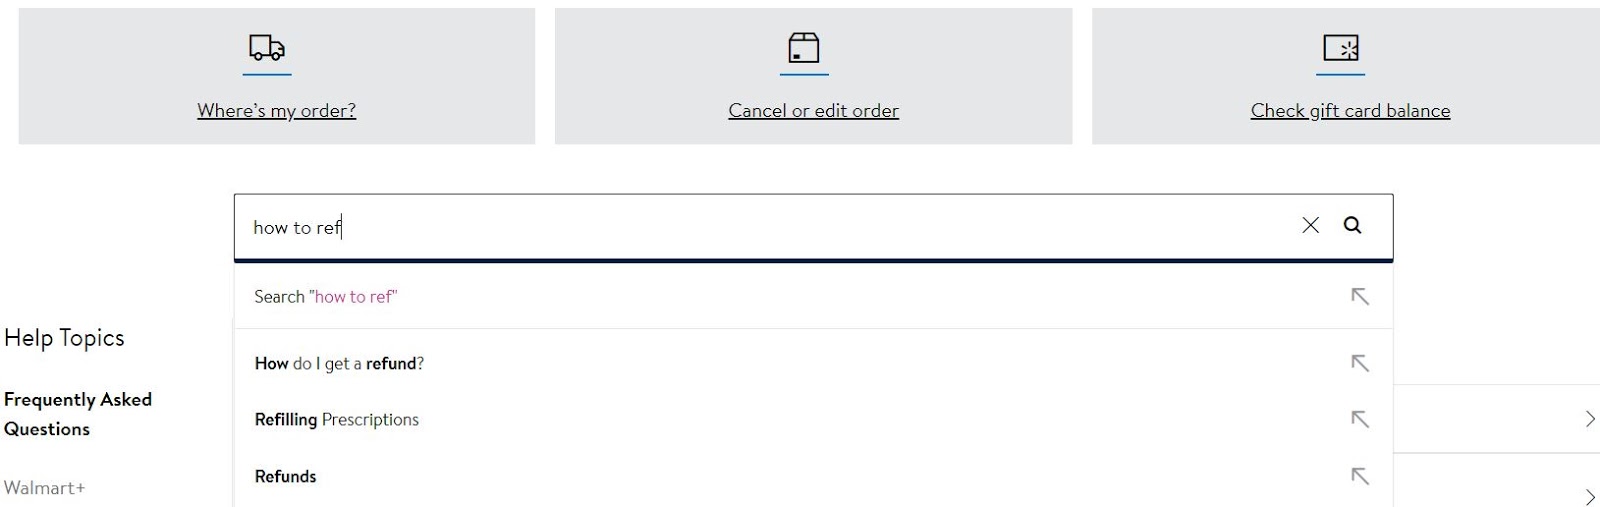 Where's my order?
Cancel or edit order
Check gift card balance
how to ref
Search "how to ref"
How do I get a refund?
Refilling Prescriptions
Refunds
Help Topics
Frequently Asked
Questions
Walmart+